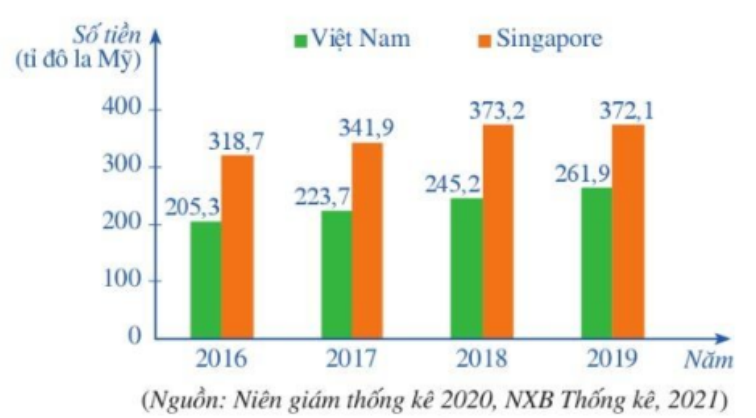 Số tiền
(tỉ đô la Mỹ)
Việt Nam
Singapore
400
300
200
100
0
205,3
318,7
223,7
341,9
245,2
373,2
261,9
372,1
2016
2017
2018
2019
Năm
(Nguồn: Niên giám thống kê 2020, NXB Thống kê, 2021)